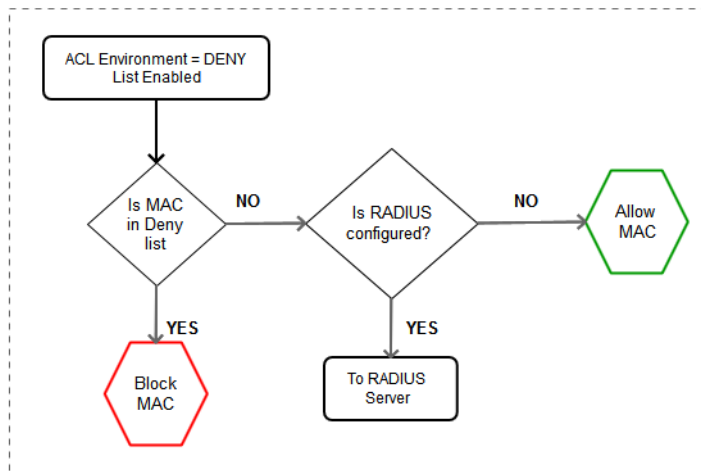 ACL Environment = DENY
List Enabled
Is MAC
in Deny
list
NO
Is RADIUS
configured?
NO
Allow
MAC
YES
Block
MAC
YES
To RADIUS
Server